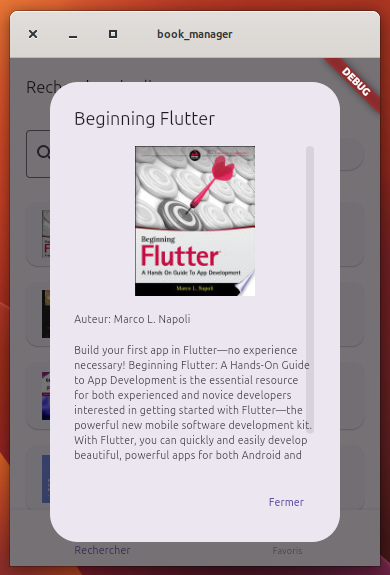 book_manager
DEBUG
Beginning Flutter
Beginning
Flutter
A Hands On Guide To App Development
Marco L. Napoli
Auteur: Marco L. Napoli
Build your first app in Flutter—no experience
necessary! Beginning Flutter: A Hands-On Guide
to App Development is the essential resource
for both experienced and novice developers
interested in getting started with Flutter—the
powerful new mobile software development kit.
With Flutter, you can quickly and easily develop
beautiful, powerful apps for both Android and
Fermer
Rechercher
Favoris